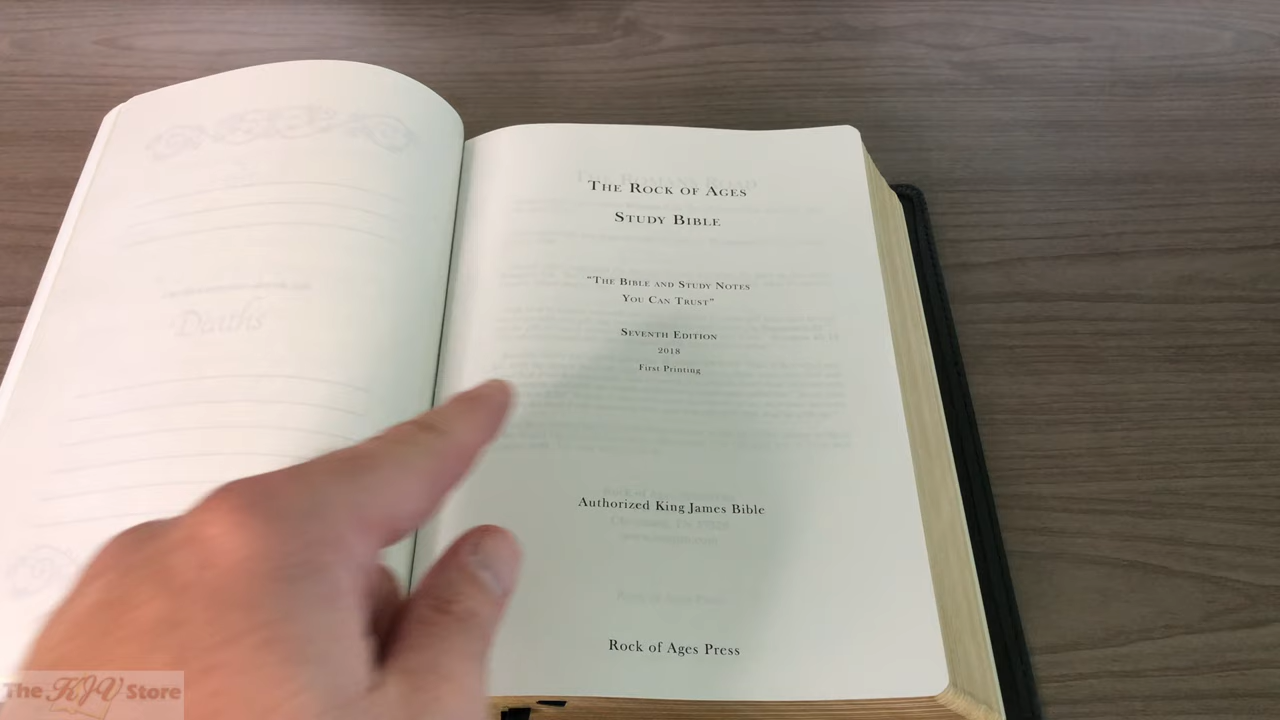 Deaths
The Rock of Ages
Study Bible
"The Bible and Study Notes
You Can Trust"
Seventh Edition
2018
First Printing
Authorized King James Bible
Rock of Ages Press
The KJV Store